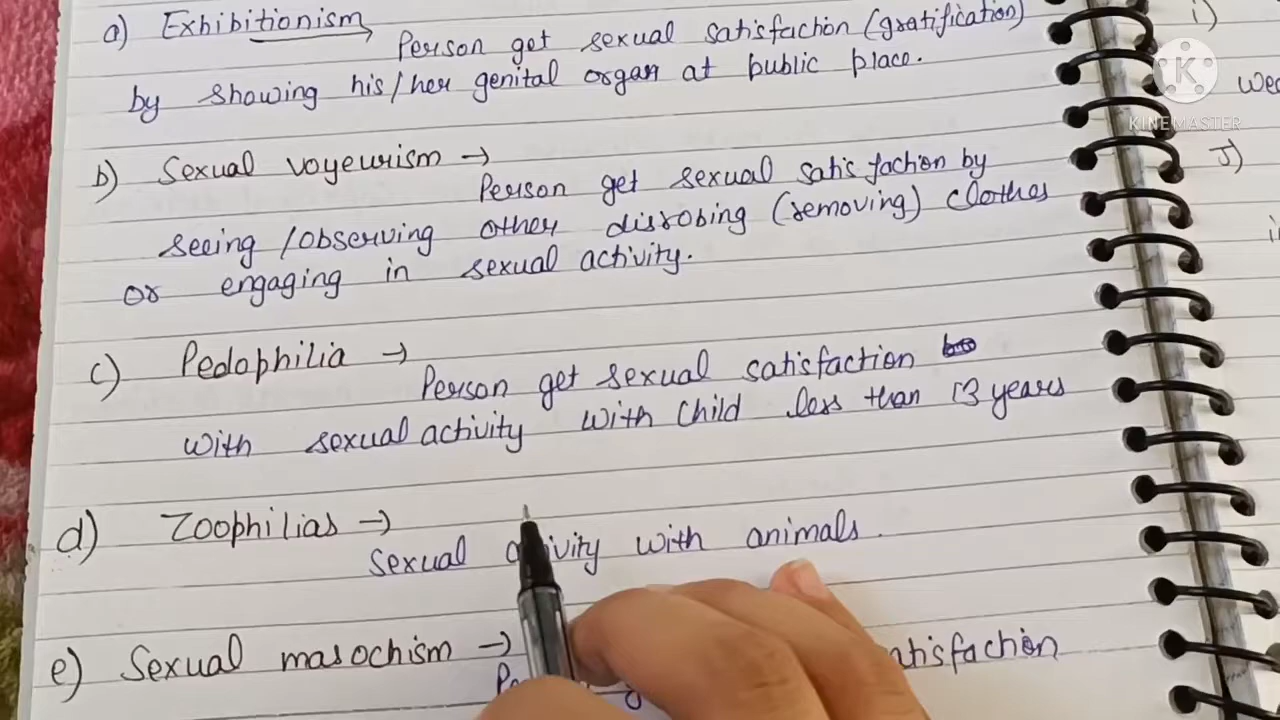 a) Exhibitionism → Person get sexual satisfaction (gratification)
by showing his/her genital organ at public place.
b) Sexual voyeurism →
Person get sexual satisfaction by
seeing /observing other disrobing (removing) clothes
or engaging in sexual activity.
c) Pedophilia →
Person get sexual satisfaction
with sexual activity with child less than 13 years
d) Zoophilias →
Sexual activity with animals.
e) Sexual masochism →
satisfaction
i)
J)
K
KINEMASTER